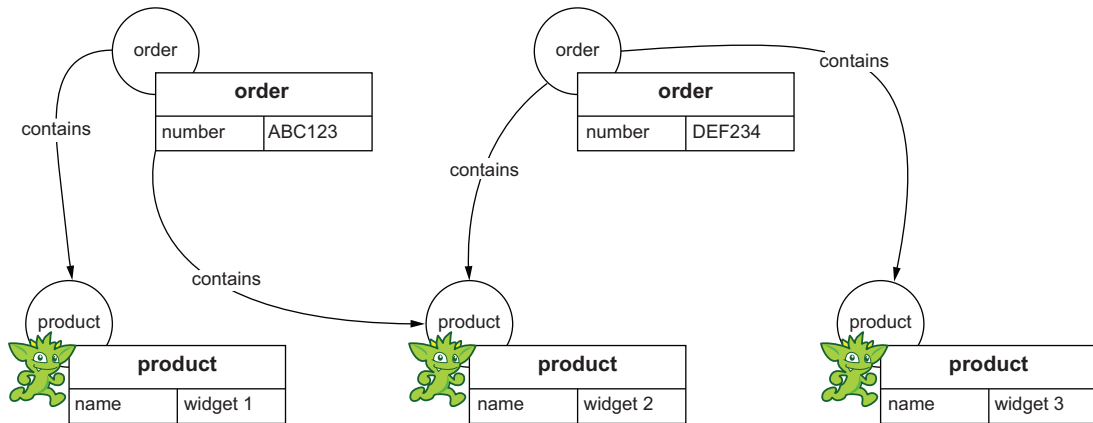 order
order
order
number ABC123
order
number DEF234
contains
contains
contains
contains
product
product
product
product
name widget 1
product
name widget 2
product
name widget 3